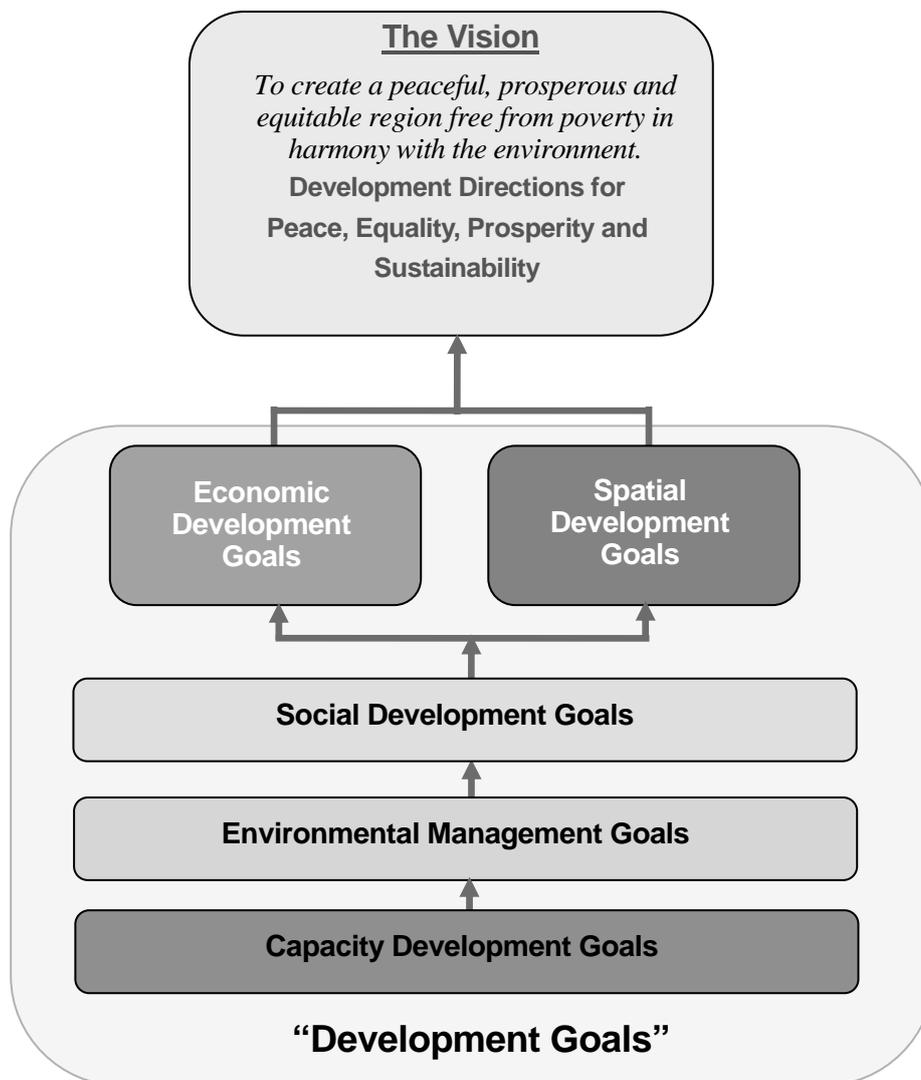 The Vision
To create a peaceful, prosperous and
equitable region free from poverty in
harmony with the environment.
Development Directions for
Peace, Equality, Prosperity and
Sustainability
Economic
Development
Goals
Spatial
Development
Goals
Social Development Goals
Environmental Management Goals
Capacity Development Goals
“Development Goals”